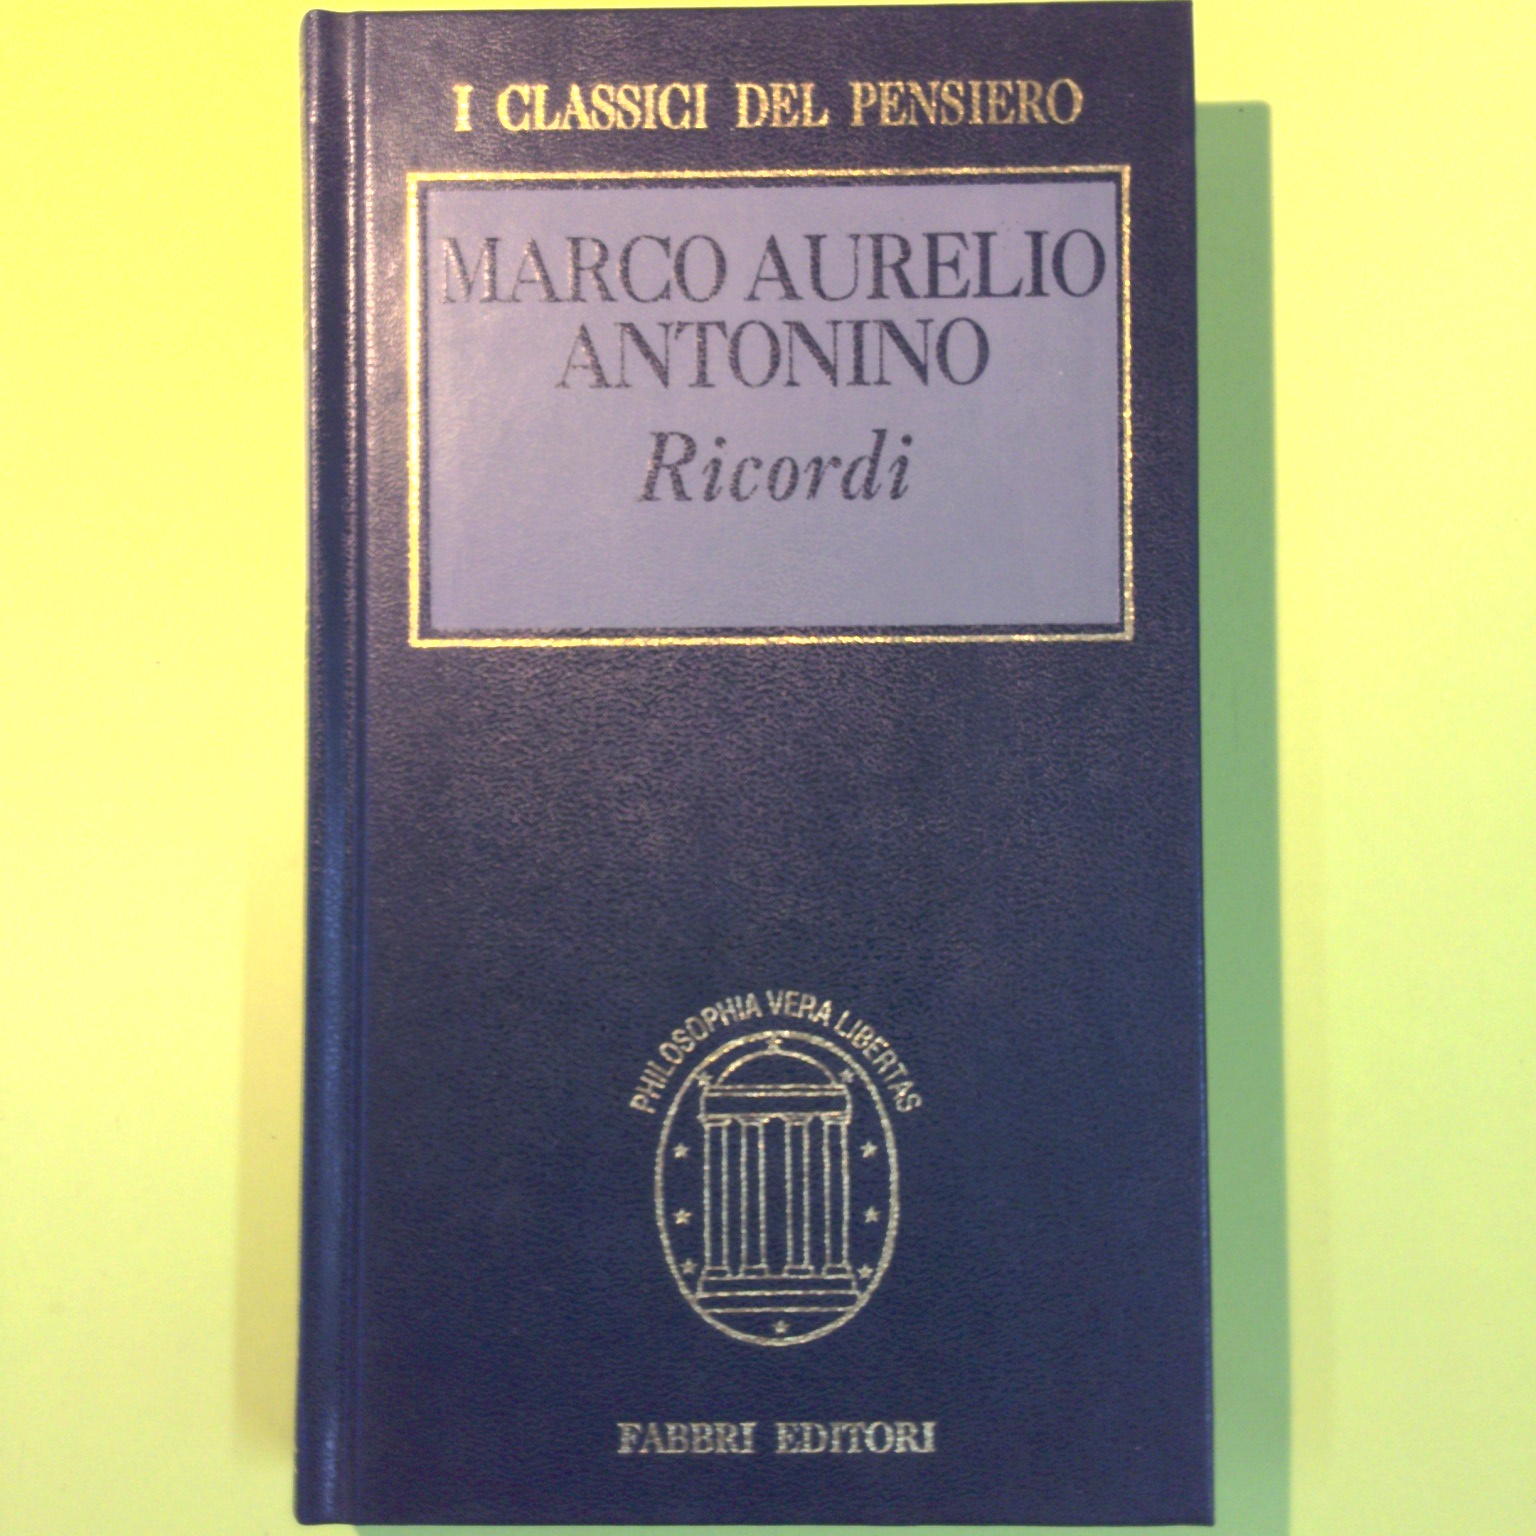 I CLASSICI DEL PENSIERO
MARCO AURELIO
ANTONINO
Ricordi
PHILOSOPHIA VERA LIBERTAS
FABBRI EDITORI